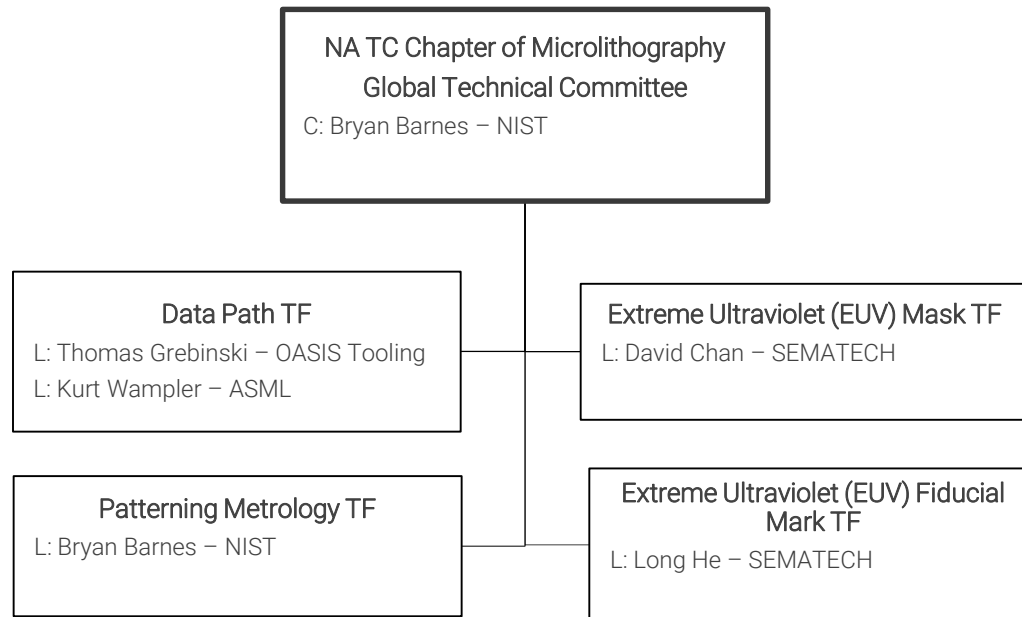 NA TC Chapter of Microlithography
Global Technical Committee
C: Bryan Barnes – NIST
Data Path TF
L: Thomas Grebinski – OASIS Tooling
L: Kurt Wampler – ASML
Extreme Ultraviolet (EUV) Mask TF
L: David Chan – SEMATECH
Patterning Metrology TF
L: Bryan Barnes – NIST
Extreme Ultraviolet (EUV) Fiducial
Mark TF
L: Long He – SEMATECH